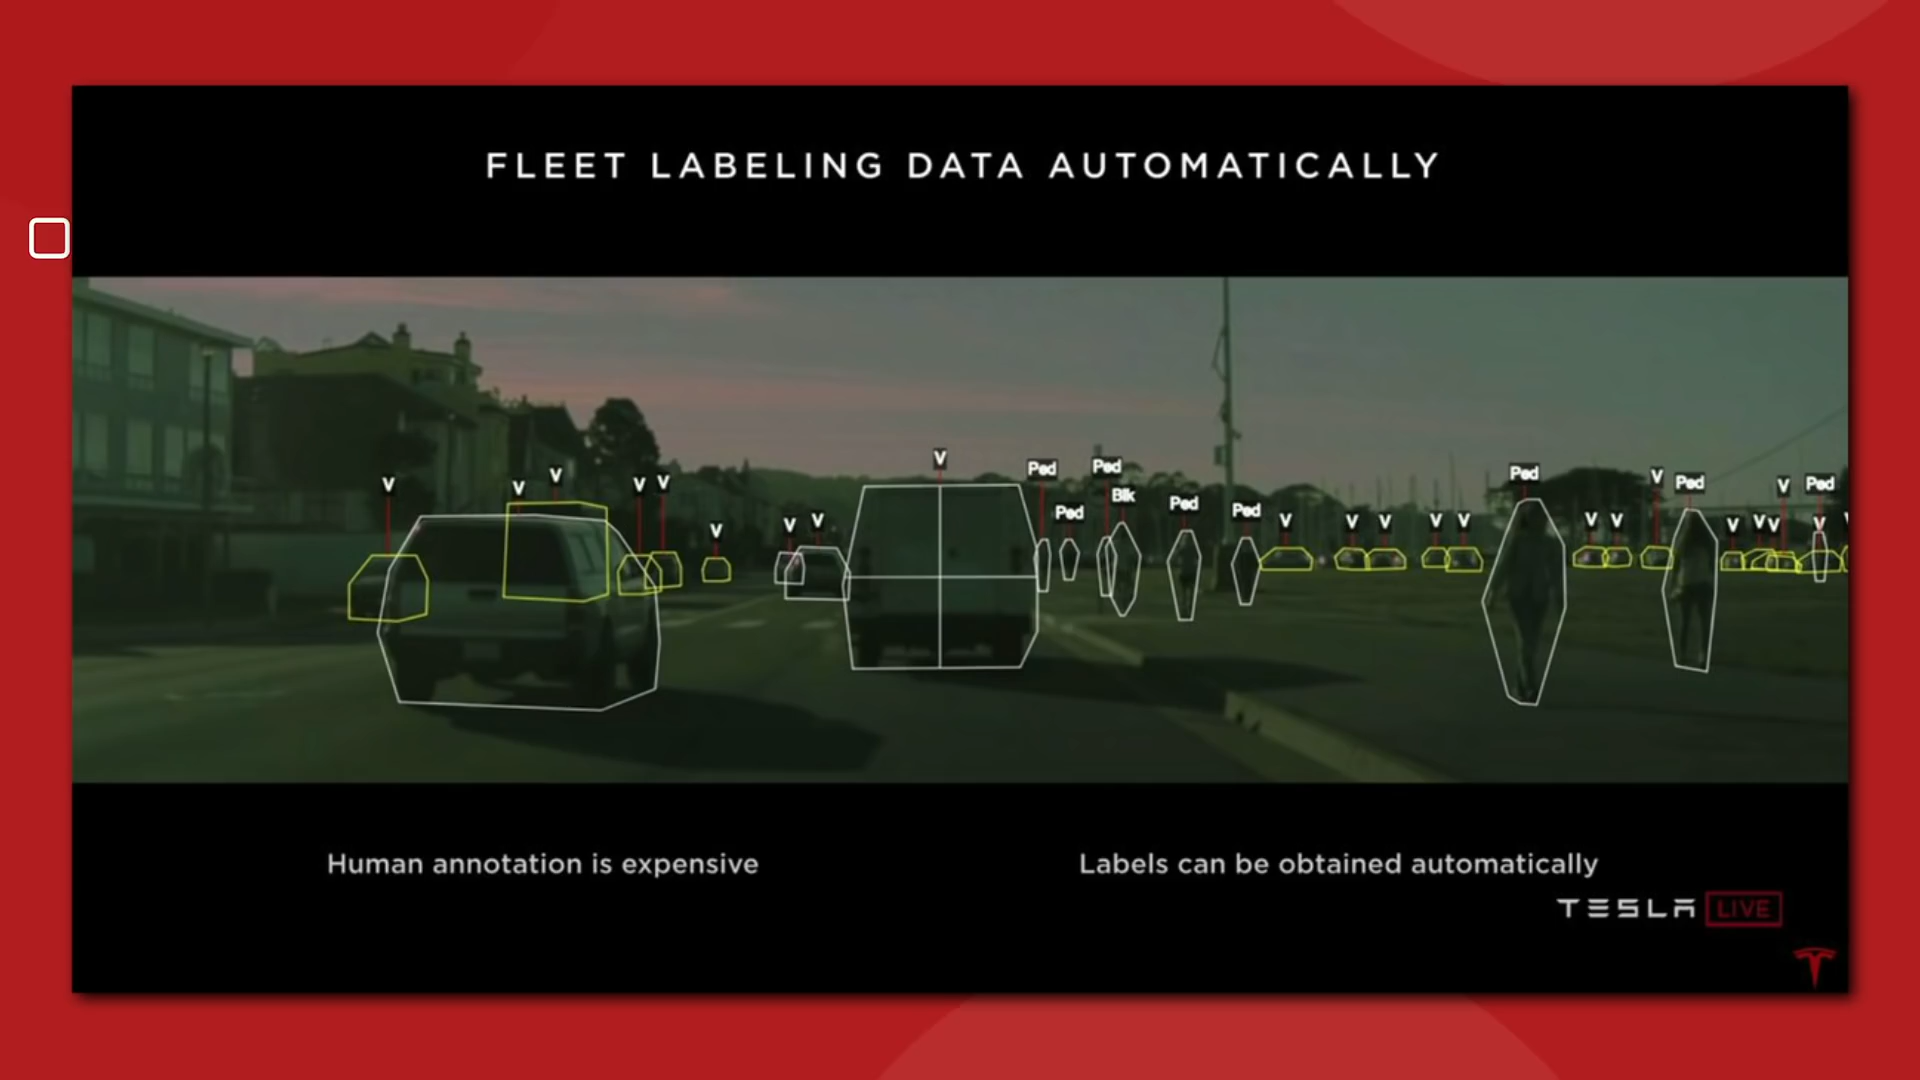 FLEET LABELING DATA AUTOMATICALLY
V
V
V
V
V
V
V
V
V
Ped
Ped
Ped
Blk
Ped
Ped
V
V
V
V
V
Ped
V
V
V
Ped
V
V
V
V
Ped
V
Human annotation is expensive
Labels can be obtained automatically
TESLA LIVE